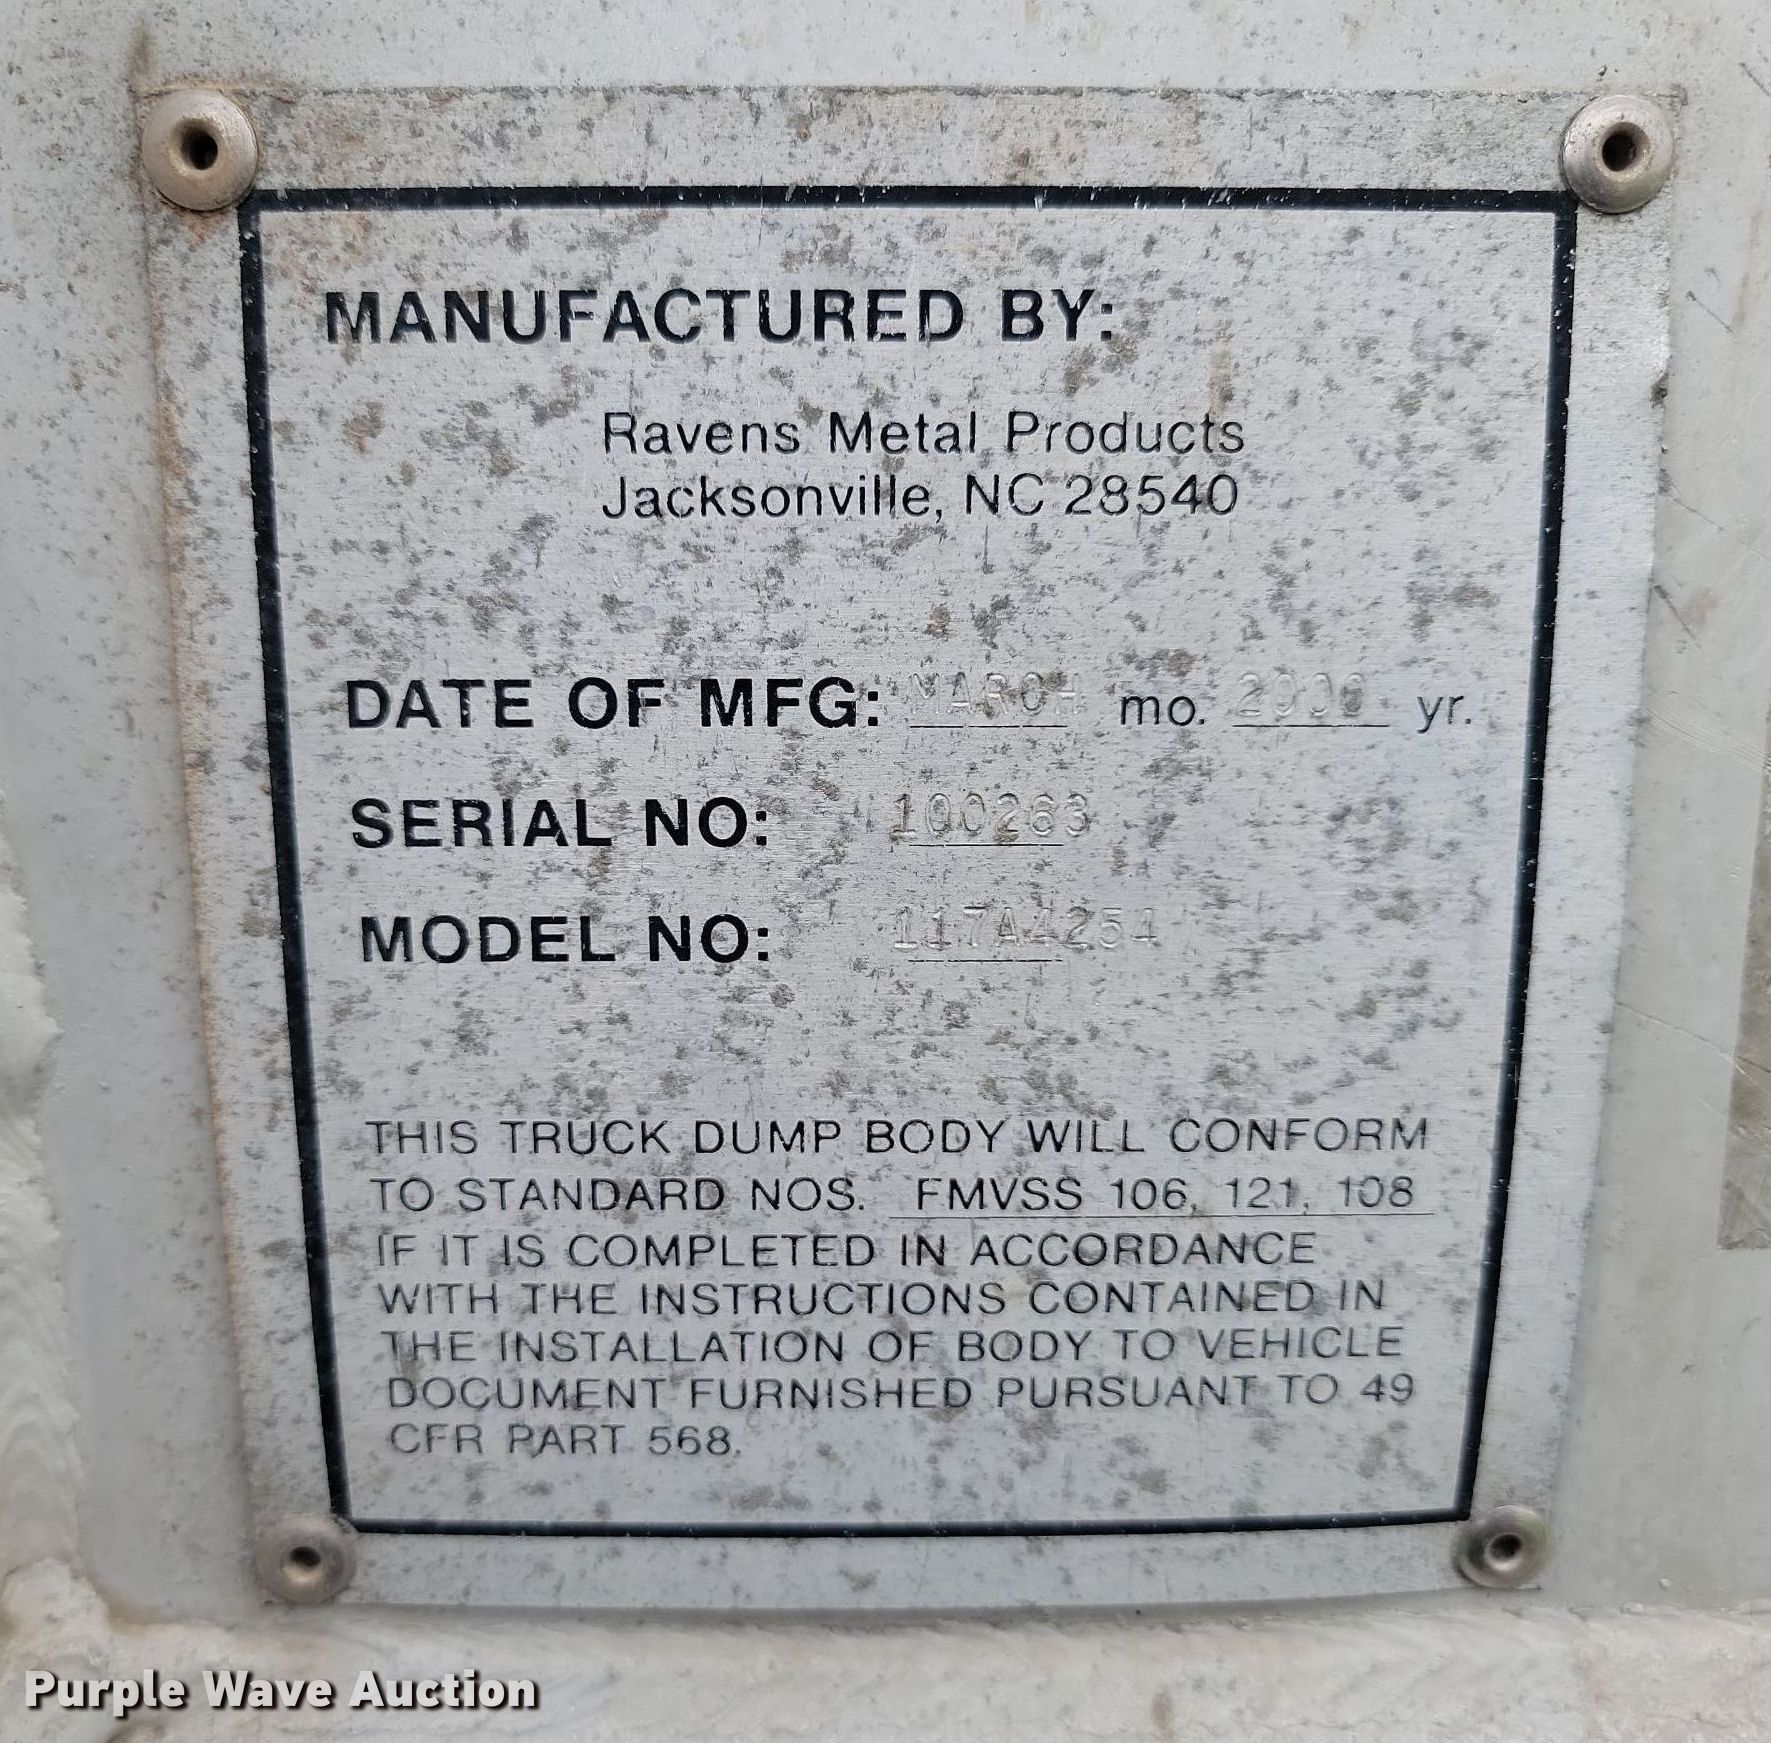 MANUFACTURED BY:
Ravens Metal Products
Jacksonville, NC 28540
DATE OF MFG: MARCH mo. 2000 yr.
SERIAL NO: 100263
MODEL NO: 117A4254
THIS TRUCK DUMP BODY WILL CONFORM
TO STANDARD NOS. FMVSS 106, 121, 108
IF IT IS COMPLETED IN ACCORDANCE
WITH THE INSTRUCTIONS CONTAINED IN
THE INSTALLATION OF BODY TO VEHICLE
DOCUMENT FURNISHED PURSUANT TO 49
CFR PART 568.
Purple Wave Auction